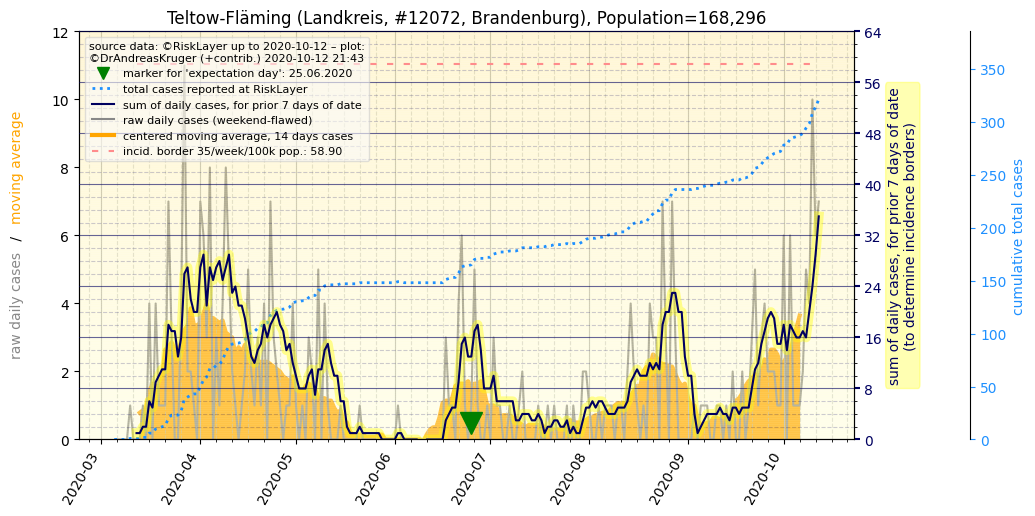 Teltow-Fläming (Landkreis, #12072, Brandenburg), Population=168,296
source data: ©RiskLayer up to 2020-10-12 – plot:
©DrAndreasKruger (+contrib.) 2020-10-12 21:43
marker for 'expectation day': 25.06.2020
total cases reported at RiskLayer
sum of daily cases, for prior 7 days of date
raw daily cases (weekend-flawed)
centered moving average, 14 days cases
incid. border 35/week/100k pop.: 58.90
raw daily cases / moving average
12
10
8
6
4
2
0
2020-03
2020-04
2020-05
2020-06
2020-07
2020-08
2020-09
2020-10
64
56
48
40
32
24
16
8
0
sum of daily cases, for prior 7 days of date
(to determine incidence borders)
350
300
250
200
150
100
50
0
cumulative total cases